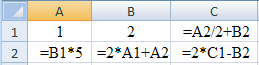 A B C
1 1 2 =A2/2+B2
2 =B1*5 =2*A1+A2 =2*C1-B2